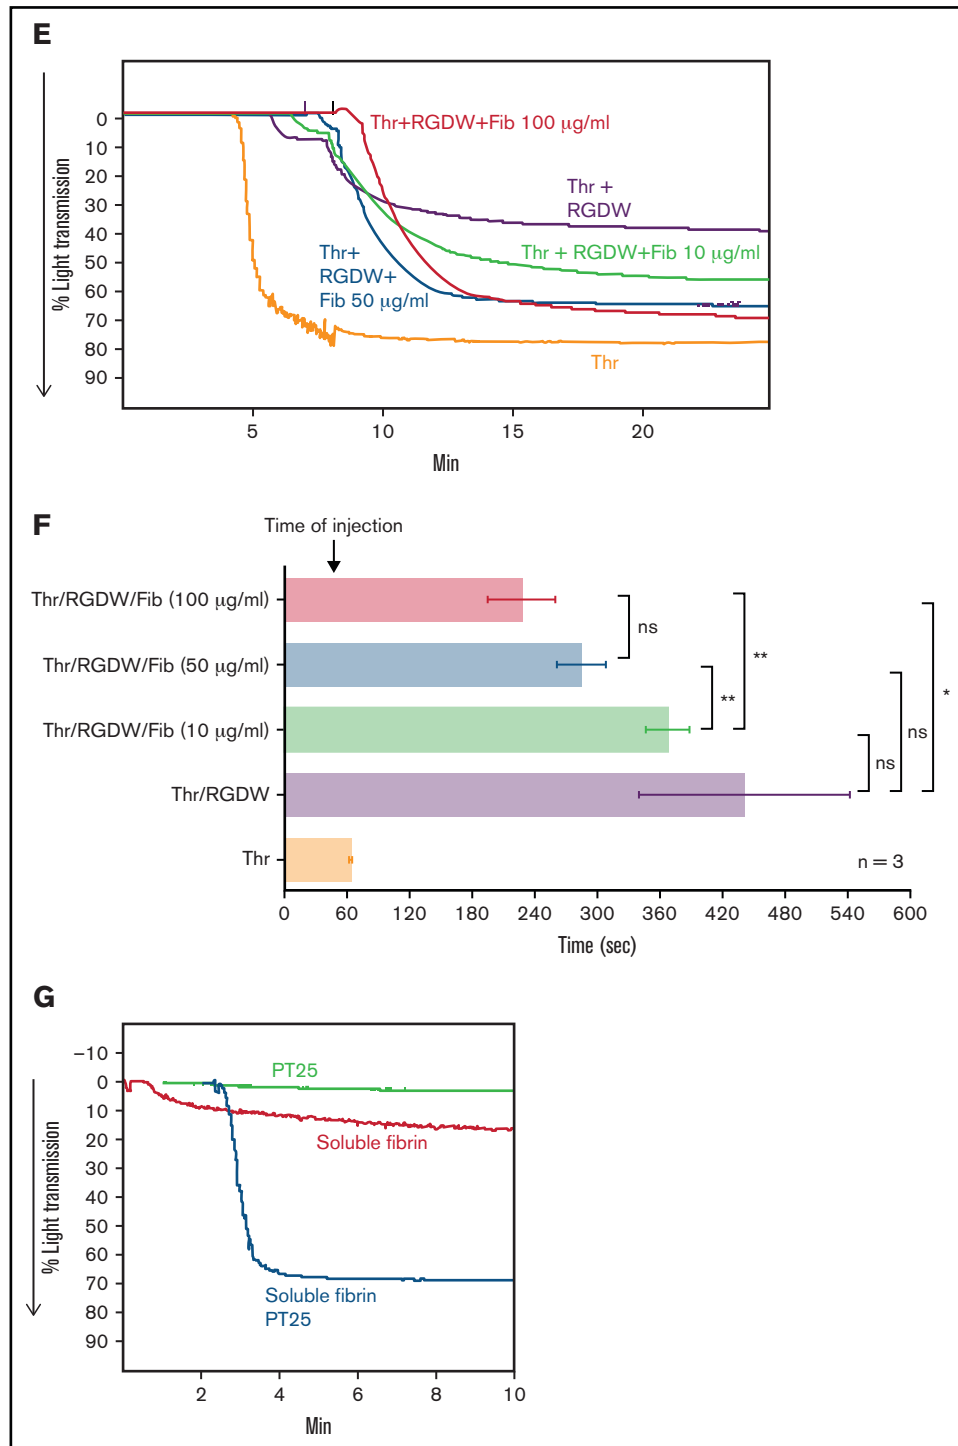 E
% Light transmission
0
10
20
30
40
50
60
70
80
90
Thr+RGDW+Fib 100 μg/ml
Thr +
RGDW
Thr + RGDW+Fib 10 μg/ml
Thr+
RGDW+
Fib 50 μg/ml
Thr
5
10
15
20
Min
F
Time of injection
Thr/RGDW/Fib (100 μg/ml)
Thr/RGDW/Fib (50 μg/ml)
Thr/RGDW/Fib (10 μg/ml)
Thr/RGDW
Thr
ns
**
**
ns
ns
*
n = 3
0
60
120
180
240
300
360
420
480
540
600
Time (sec)
G
% Light transmission
–10
0
10
20
30
40
50
60
70
80
90
PT25
Soluble fibrin
Soluble fibrin
PT25
2
4
6
8
10
Min